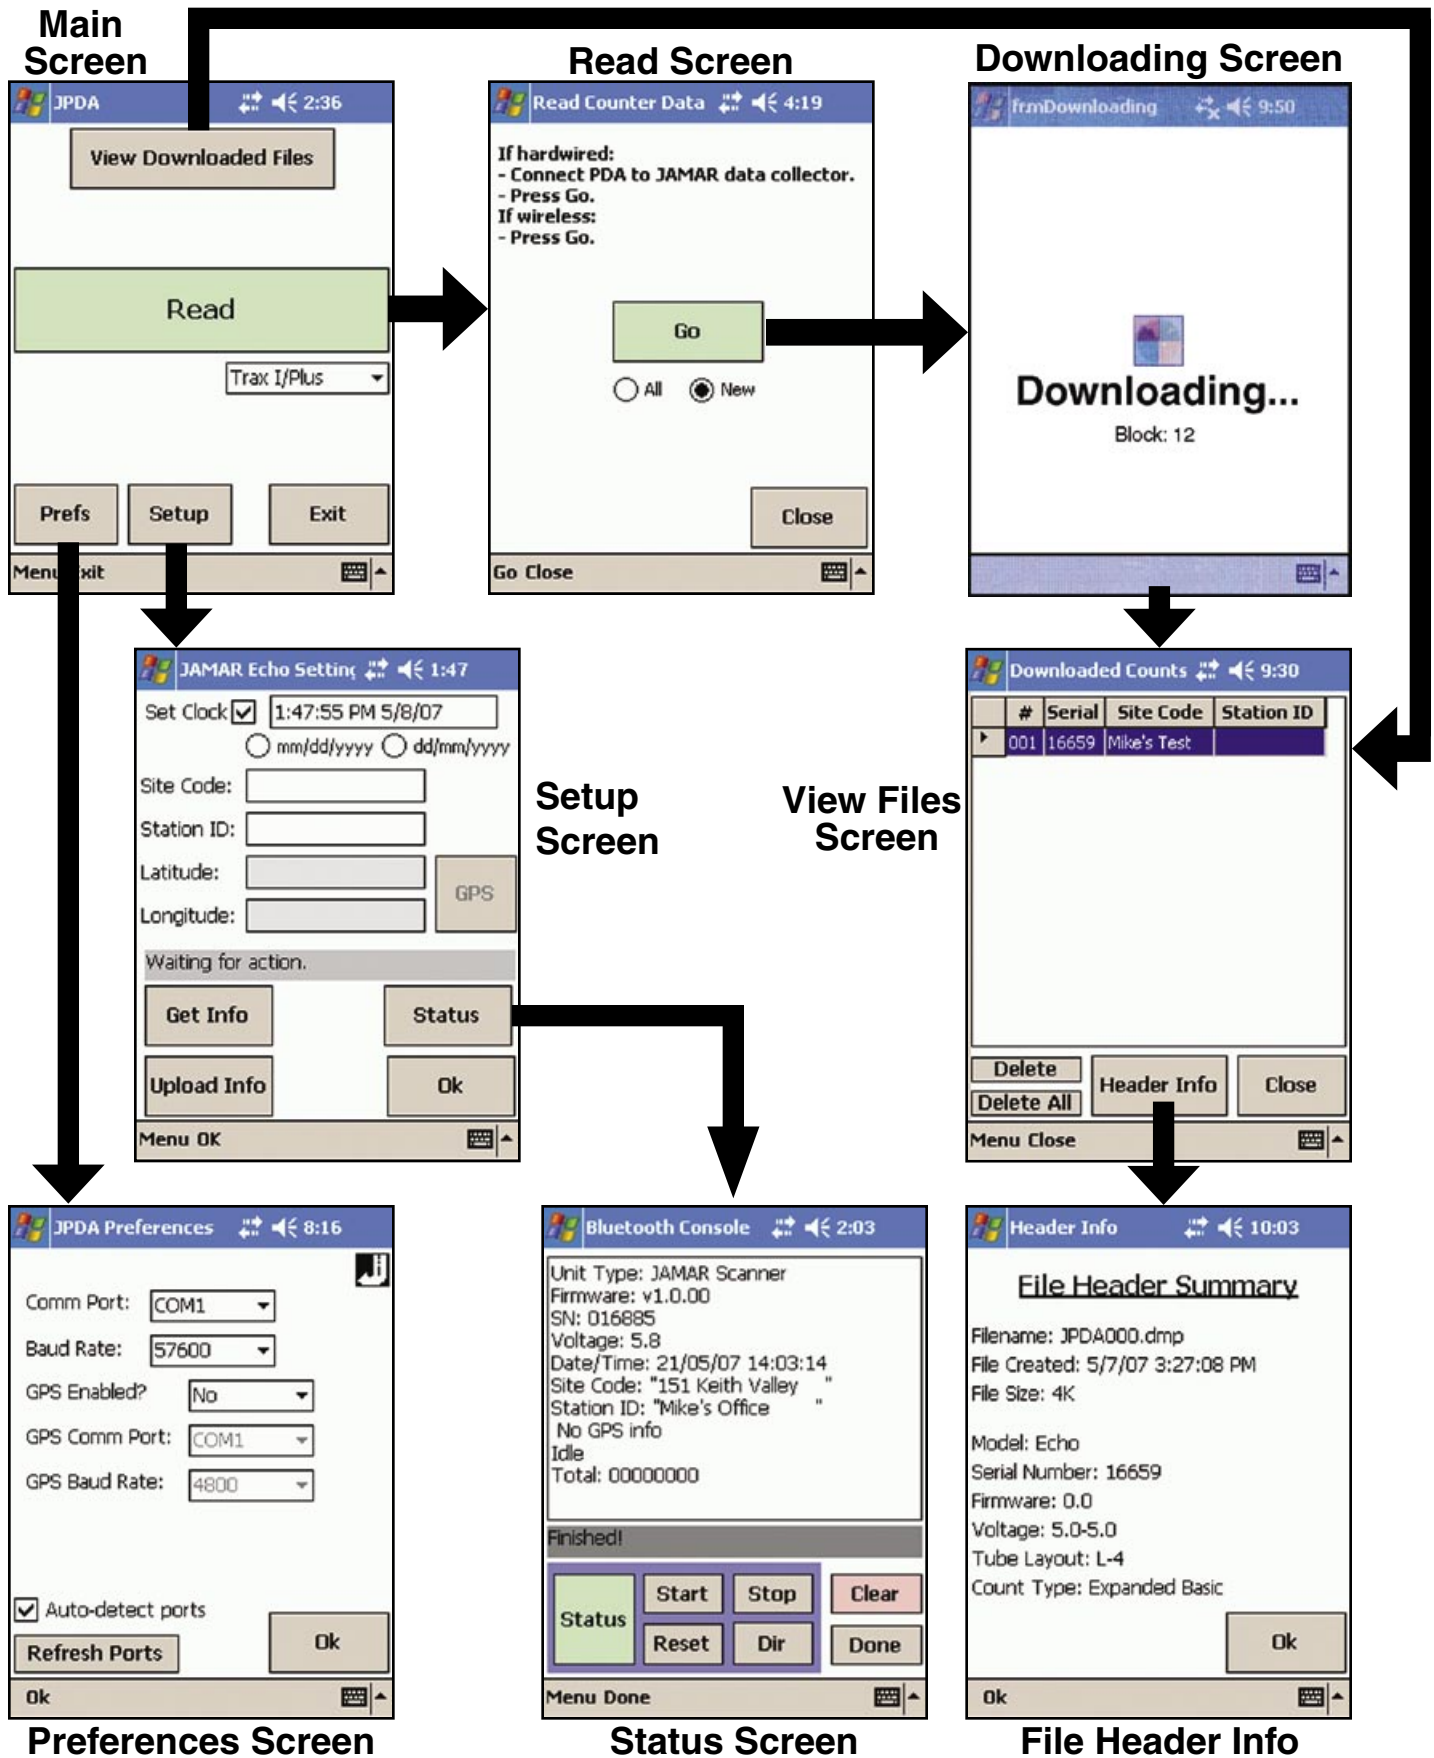 Main
Screen
JPDA 2:36
View Downloaded Files
Read
Trax I/Plus
Prefs Setup Exit
Menu Exit
Read Screen
Read Counter Data 4:19
If hardwired:
- Connect PDA to JAMAR data collector.
- Press Go.
If wireless:
- Press Go.
Go
All New
Close
Go Close
Downloading Screen
frmDownloading 9:50
Downloading...
Block: 12
JAMAR Echo Setting 1:47
Set Clock 1:47:55 PM 5/8/07
mm/dd/yyyy dd/mm/yyyy
Site Code:
Station ID:
Latitude:
Longitude:
GPS
Waiting for action.
Get Info Status
Upload Info Ok
Menu OK
Setup
Screen
View Files
Screen
Downloaded Counts 9:30
# Serial Site Code Station ID
001 16659 Mike's Test
Delete
Delete All
Header Info
Close
Menu Close
JPDA Preferences 8:16
Comm Port: COM1
Baud Rate: 57600
GPS Enabled? No
GPS Comm Port: COM1
GPS Baud Rate: 4800
Auto-detect ports
Refresh Ports
Ok
Ok
Preferences Screen
Bluetooth Console 2:03
Unit Type: JAMAR Scanner
Firmware: v1.0.00
SN: 016885
Voltage: 5.8
Date/Time: 21/05/07 14:03:14
Site Code: "151 Keith Valley "
Station ID: "Mike's Office "
No GPS info
Idle
Total: 00000000
Finished!
Status
Start Stop Clear
Reset Dir Done
Menu Done
Status Screen
Header Info 10:03
File Header Summary
Filename: JPDA000.dmp
File Created: 5/7/07 3:27:08 PM
File Size: 4K
Model: Echo
Serial Number: 16659
Firmware: 0.0
Voltage: 5.0-5.0
Tube Layout: L-4
Count Type: Expanded Basic
Ok
Ok
File Header Info